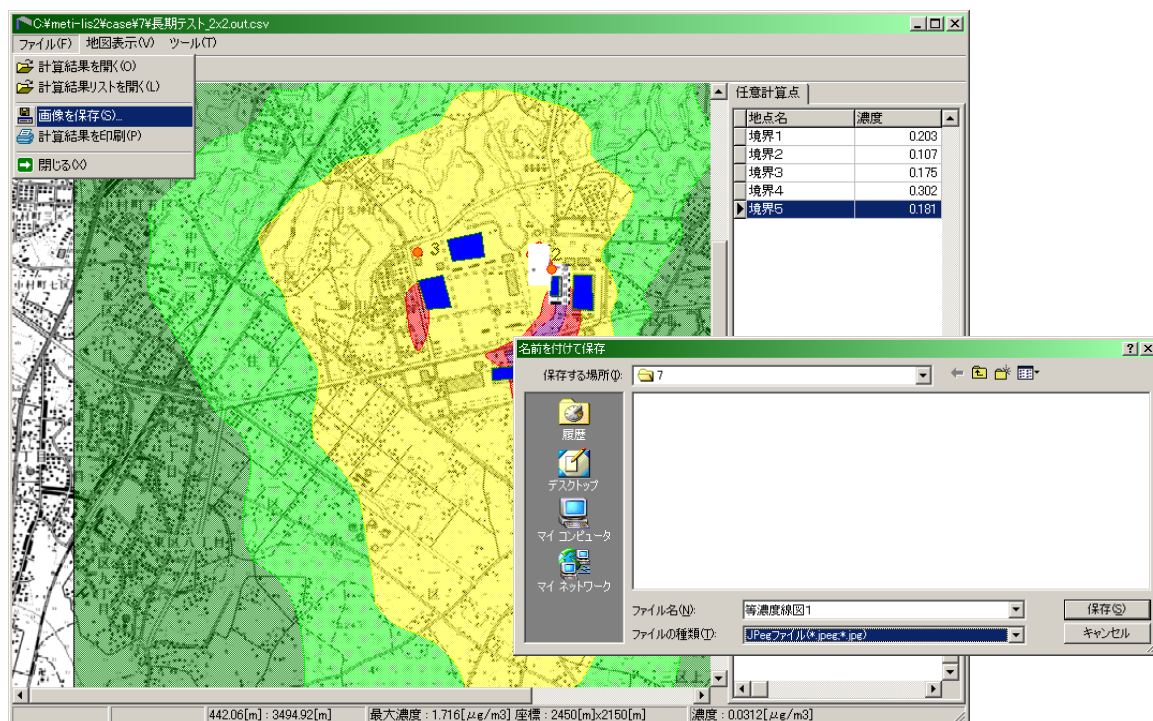 C:¥meti-lis2¥case¥7¥長期テスト_2x2.out.csv
ファイル(F) 地図表示(V) ツール(T)
計算結果を開く(O)
計算結果リストを開く(L)
画像を保存(S)...
計算結果を印刷(P)
閉じる(X)
任意計算点
地点名 濃度
境界1 0.203
境界2 0.107
境界3 0.175
境界4 0.302
境界5 0.181
中村町七区
3
2
名前を付けて保存
保存する場所(I): 7
履歴
デスクトップ
マイ コンピュータ
マイ ネットワーク
ファイル名(N): 等濃度線図1 保存(S)
ファイルの種類(T): JPegファイル(*.jpeg;*.jpg) キャンセル
442.06[m] : 3494.92[m] 最大濃度 : 1.716[μg/m3] 座標 : 2450[m]x2150[m] 濃度 : 0.0312[μg/m3]